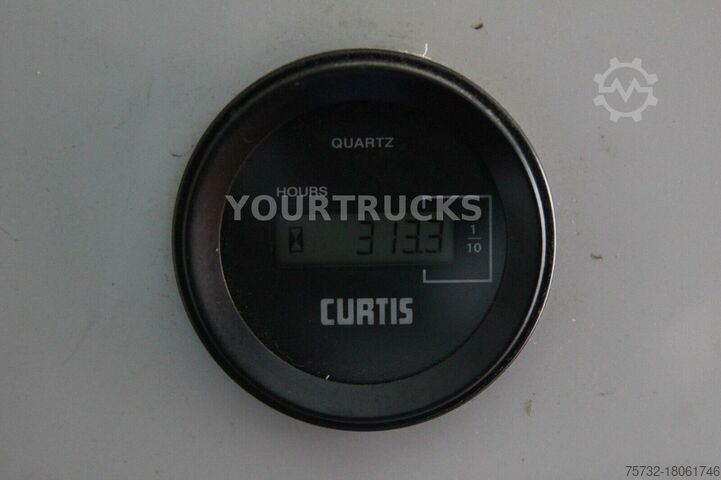 QUARTZ
HOURS
YOURTRUCKS
313.3
1
10
CURTIS
75732-18061746